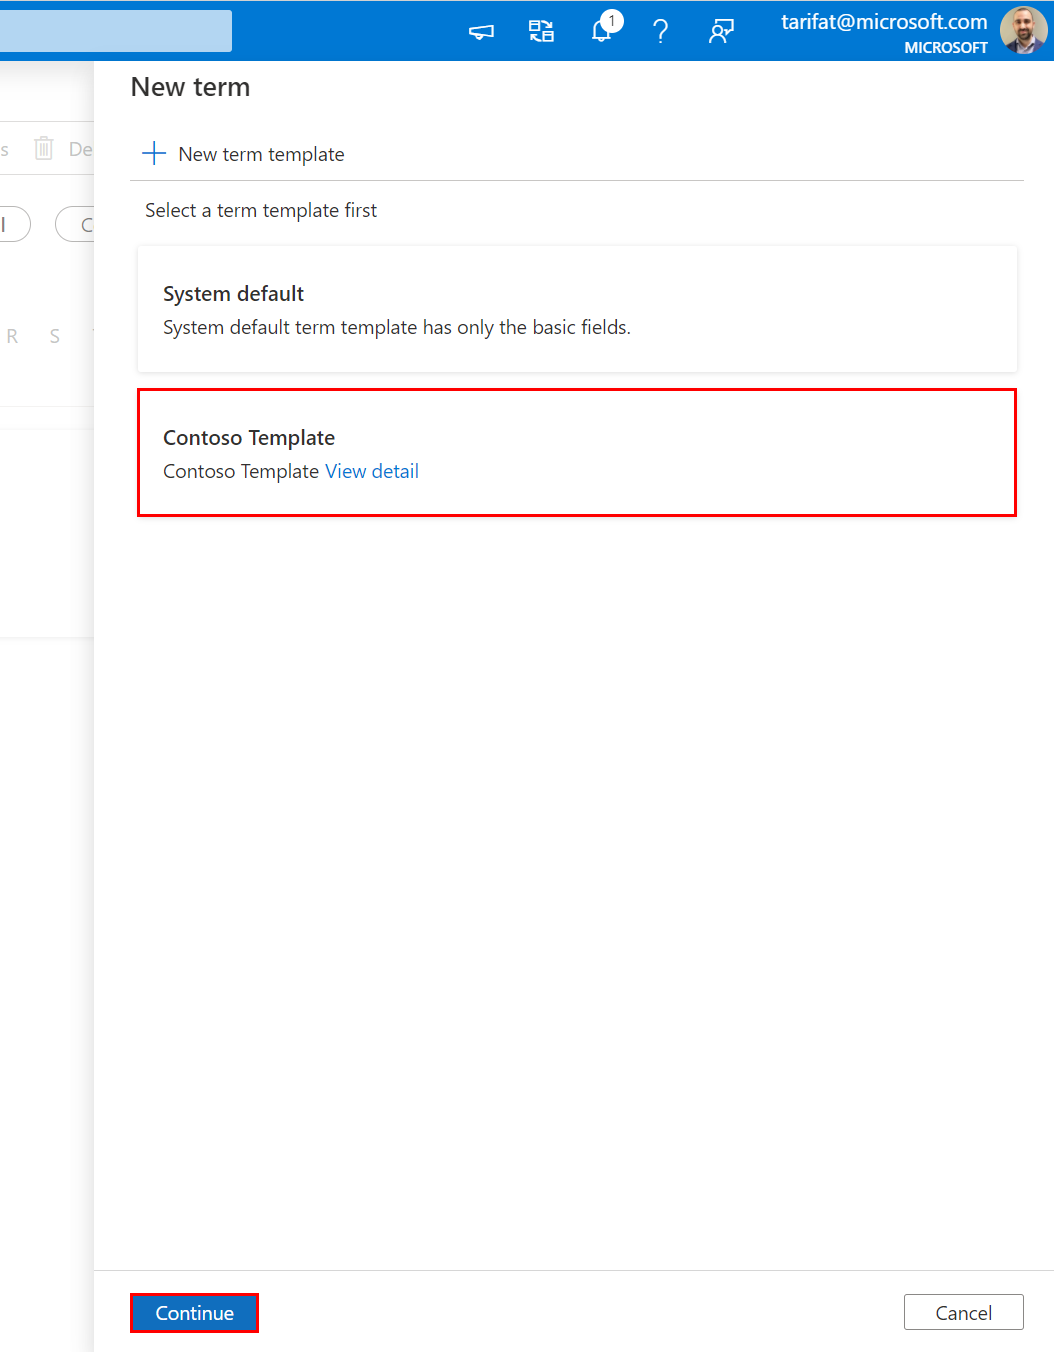 1
tarifat@microsoft.com
MICROSOFT
New term
s De
New term template
Select a term template first
l C
System default
System default term template has only the basic fields.
R S
Contoso Template
Contoso Template View detail
Continue Cancel